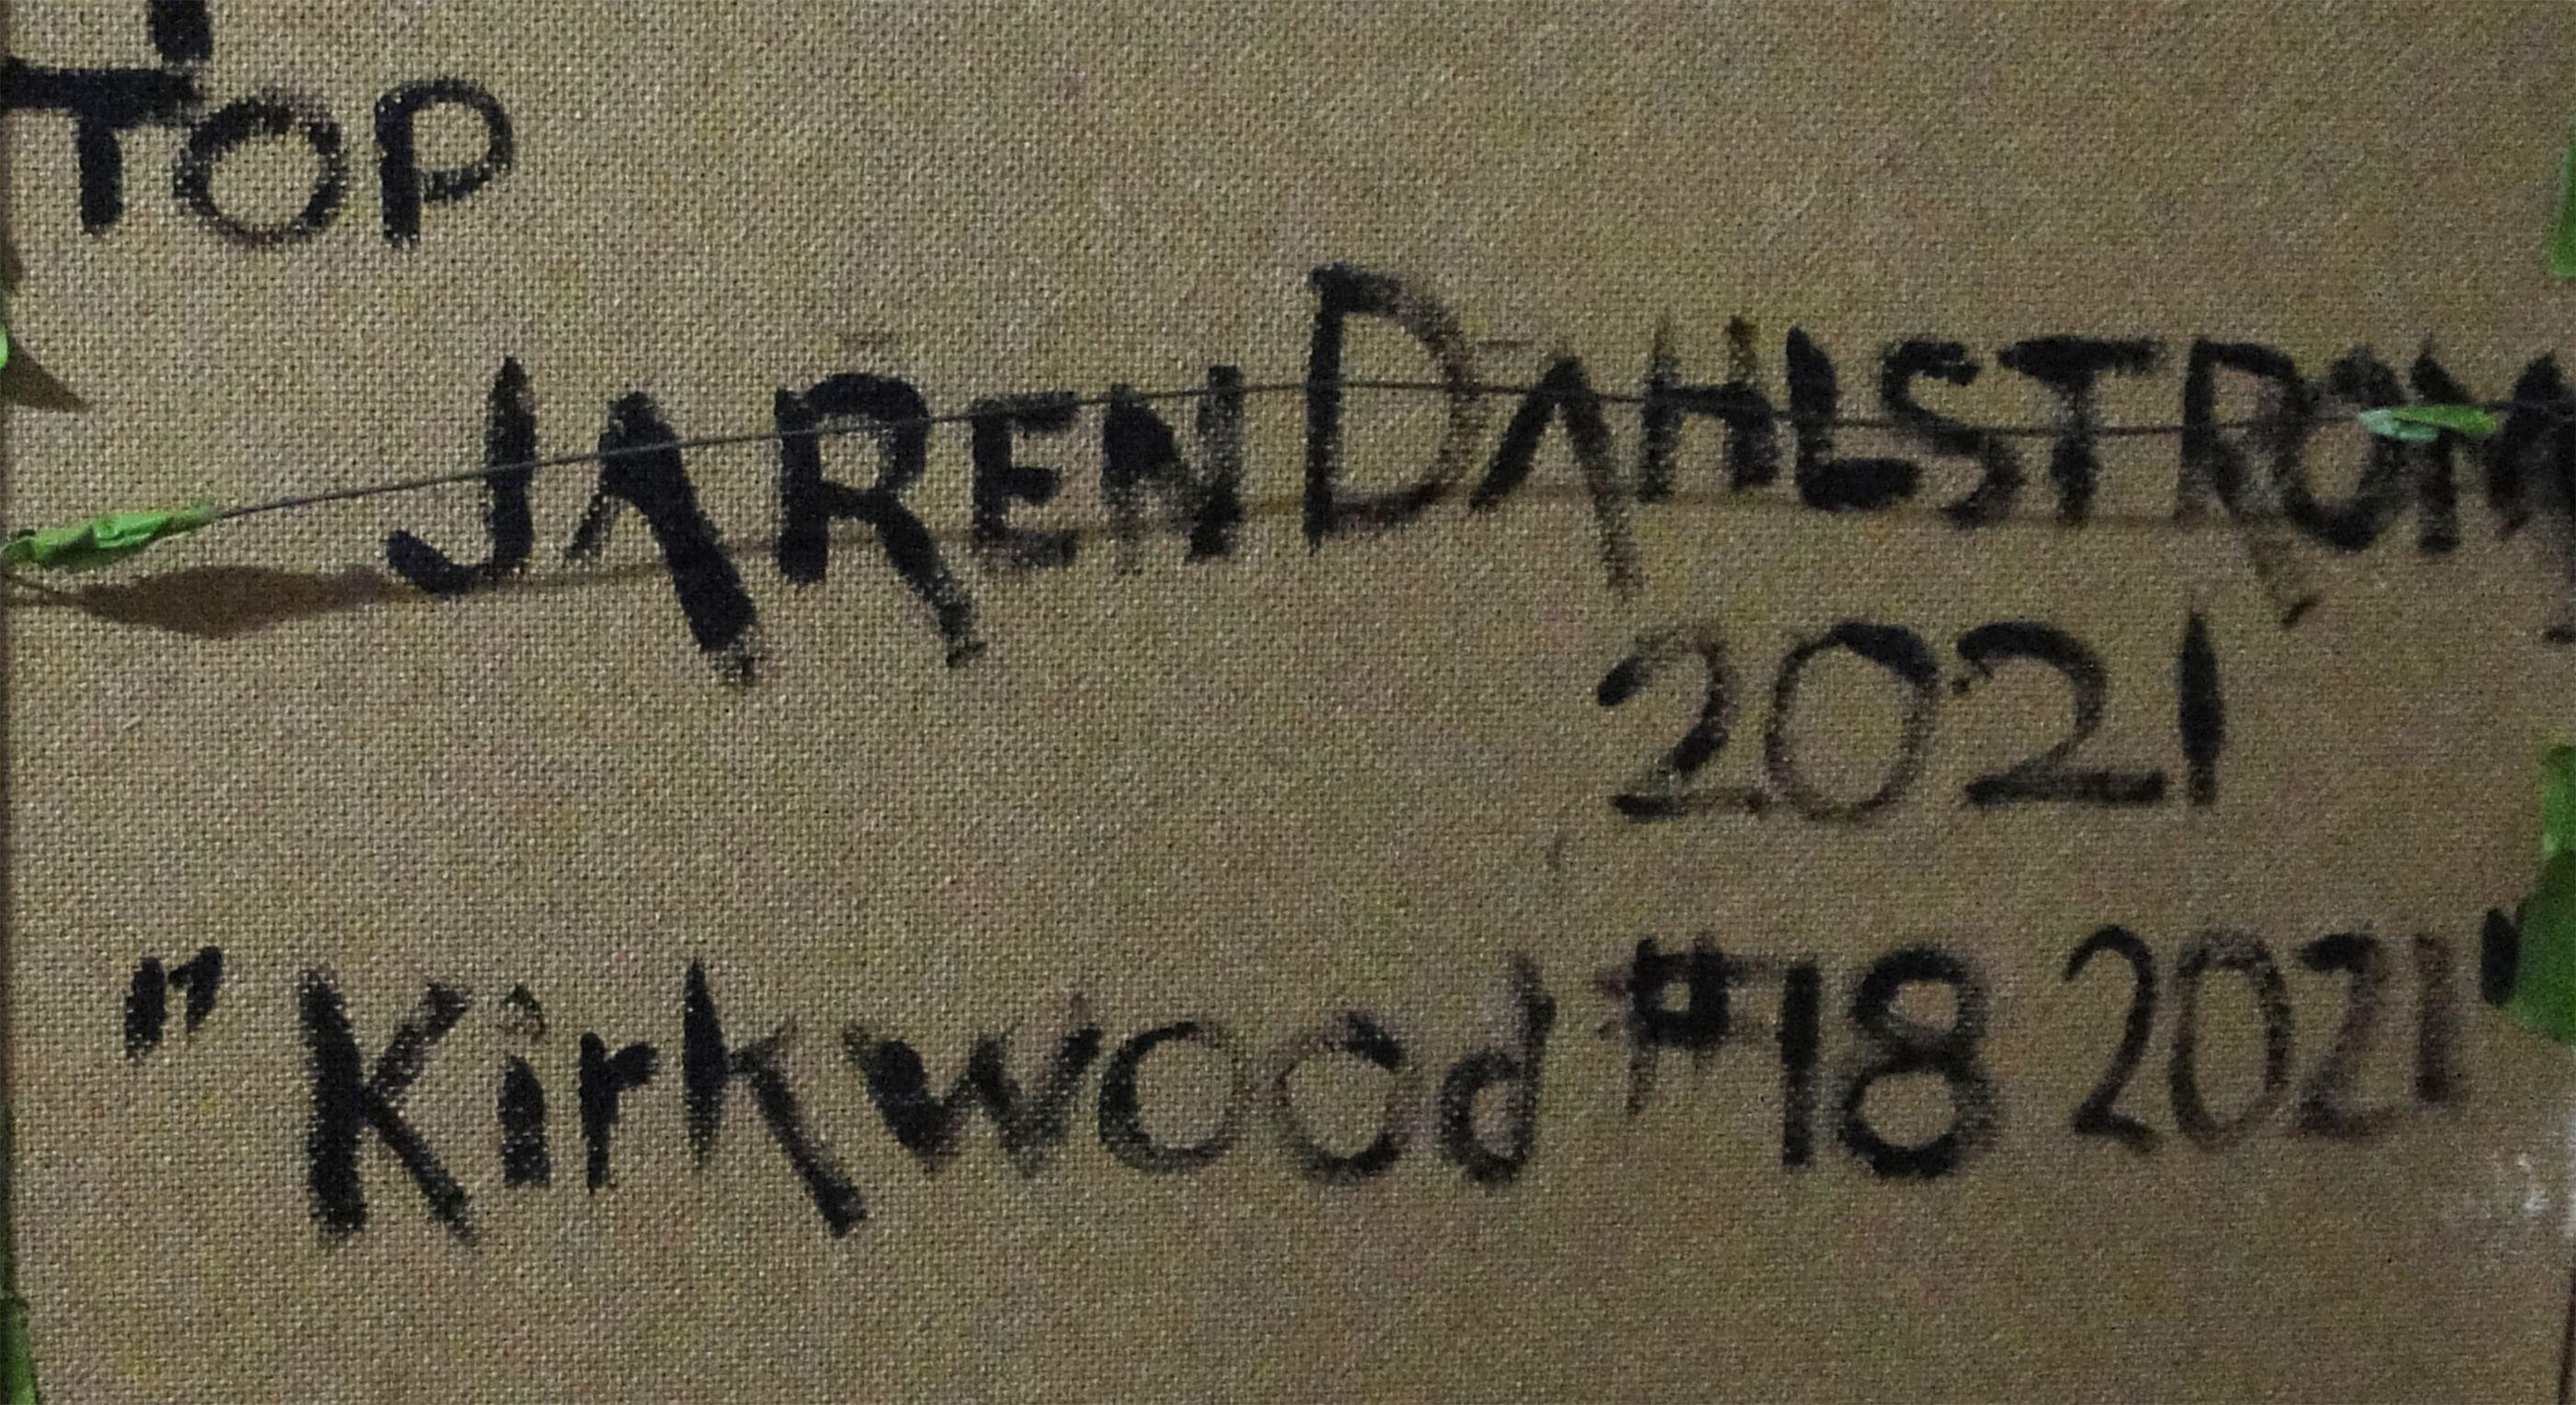 TOP
JAREN DAHLSTROM
2021
"Kirkwood #18 2021"